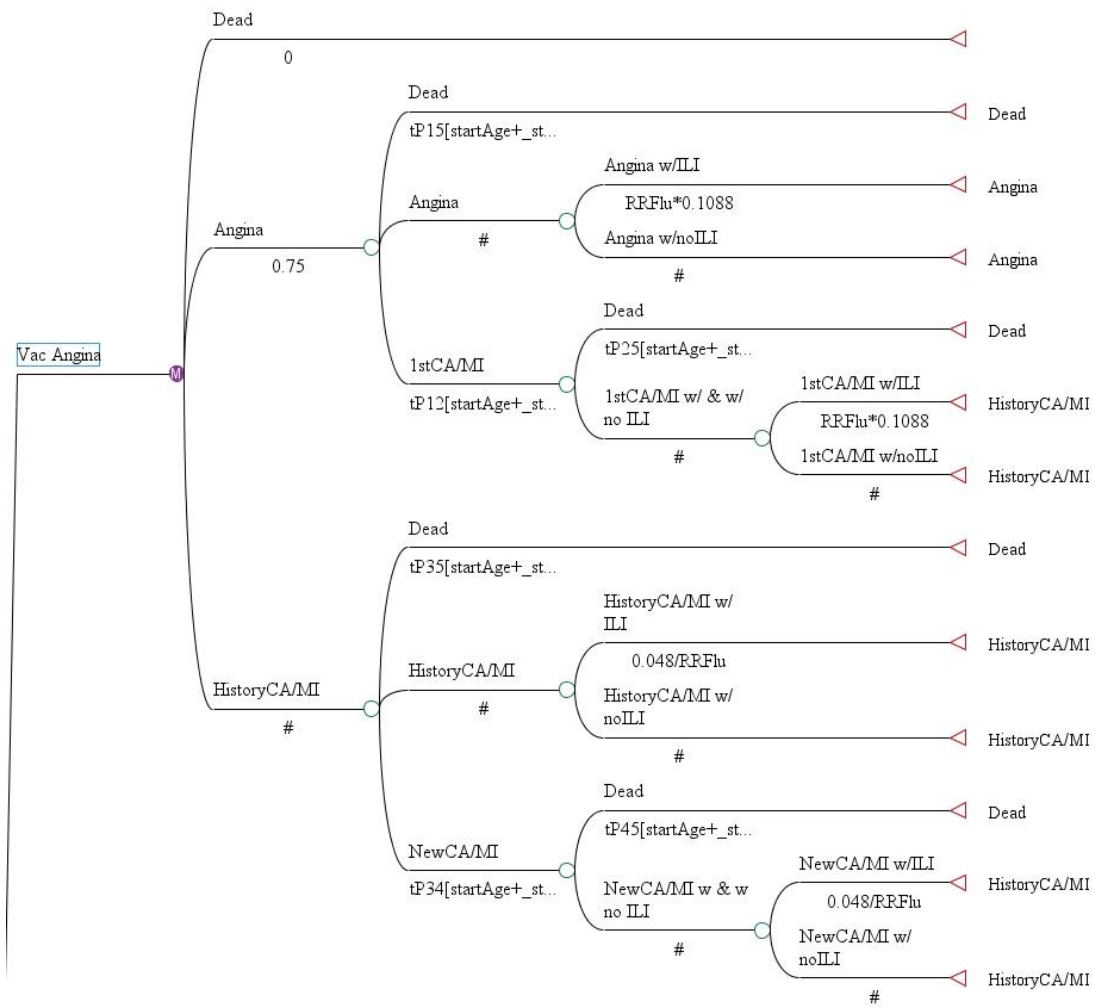 Dead
0
Dead
tP15[startAge+_st...
Dead
Angina w/ILI
RRFlu*0.1088
Angina
Angina
#
Angina w/noILI
#
Angina
Angina
0.75
Dead
tP25[startAge+_st...
Dead
Vac Angina
M
1stCA/MI
tP12[startAge+_st...
1stCA/MI w/ & w/
no ILI
#
1stCA/MI w/ILI
RRFlu*0.1088
HistoryCA/MI
1stCA/MI w/noILI
#
HistoryCA/MI
Dead
tP35[startAge+_st...
Dead
HistoryCA/MI w/
ILI
0.048/RRFlu
HistoryCA/MI
HistoryCA/MI
#
HistoryCA/MI
#
HistoryCA/MI w/
noILI
#
HistoryCA/MI
Dead
tP45[startAge+_st...
Dead
NewCA/MI
tP34[startAge+_st...
NewCA/MI w & w
no ILI
#
NewCA/MI w/ILI
0.048/RRFlu
HistoryCA/MI
NewCA/MI w/
noILI
#
HistoryCA/MI